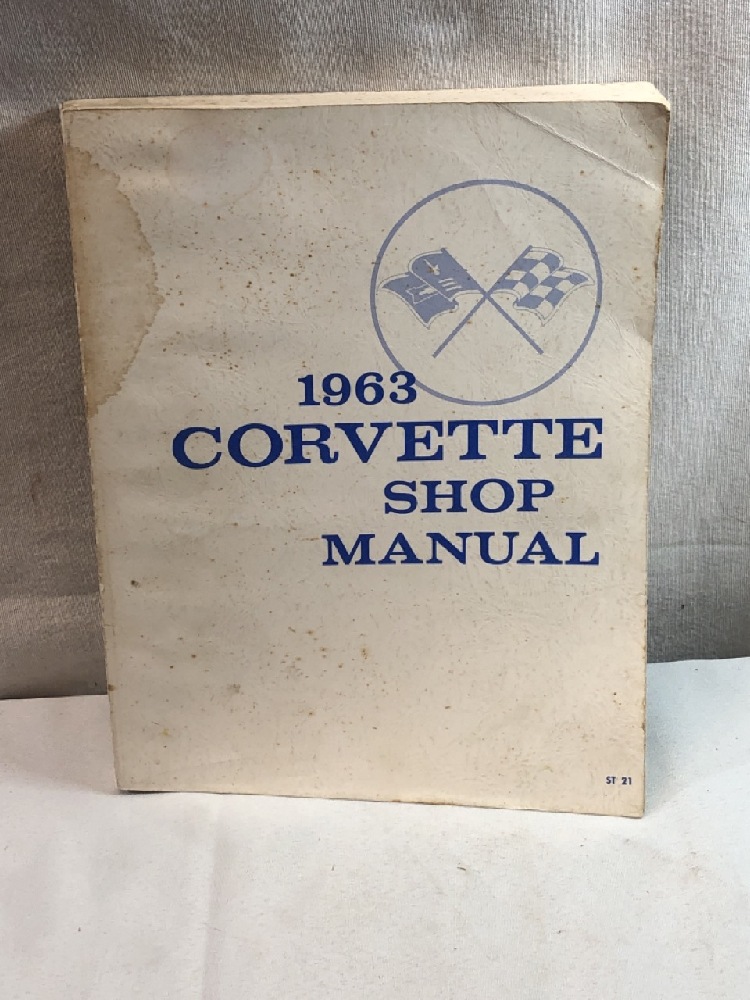 1963
CORVETTE
SHOP
MANUAL
ST 21